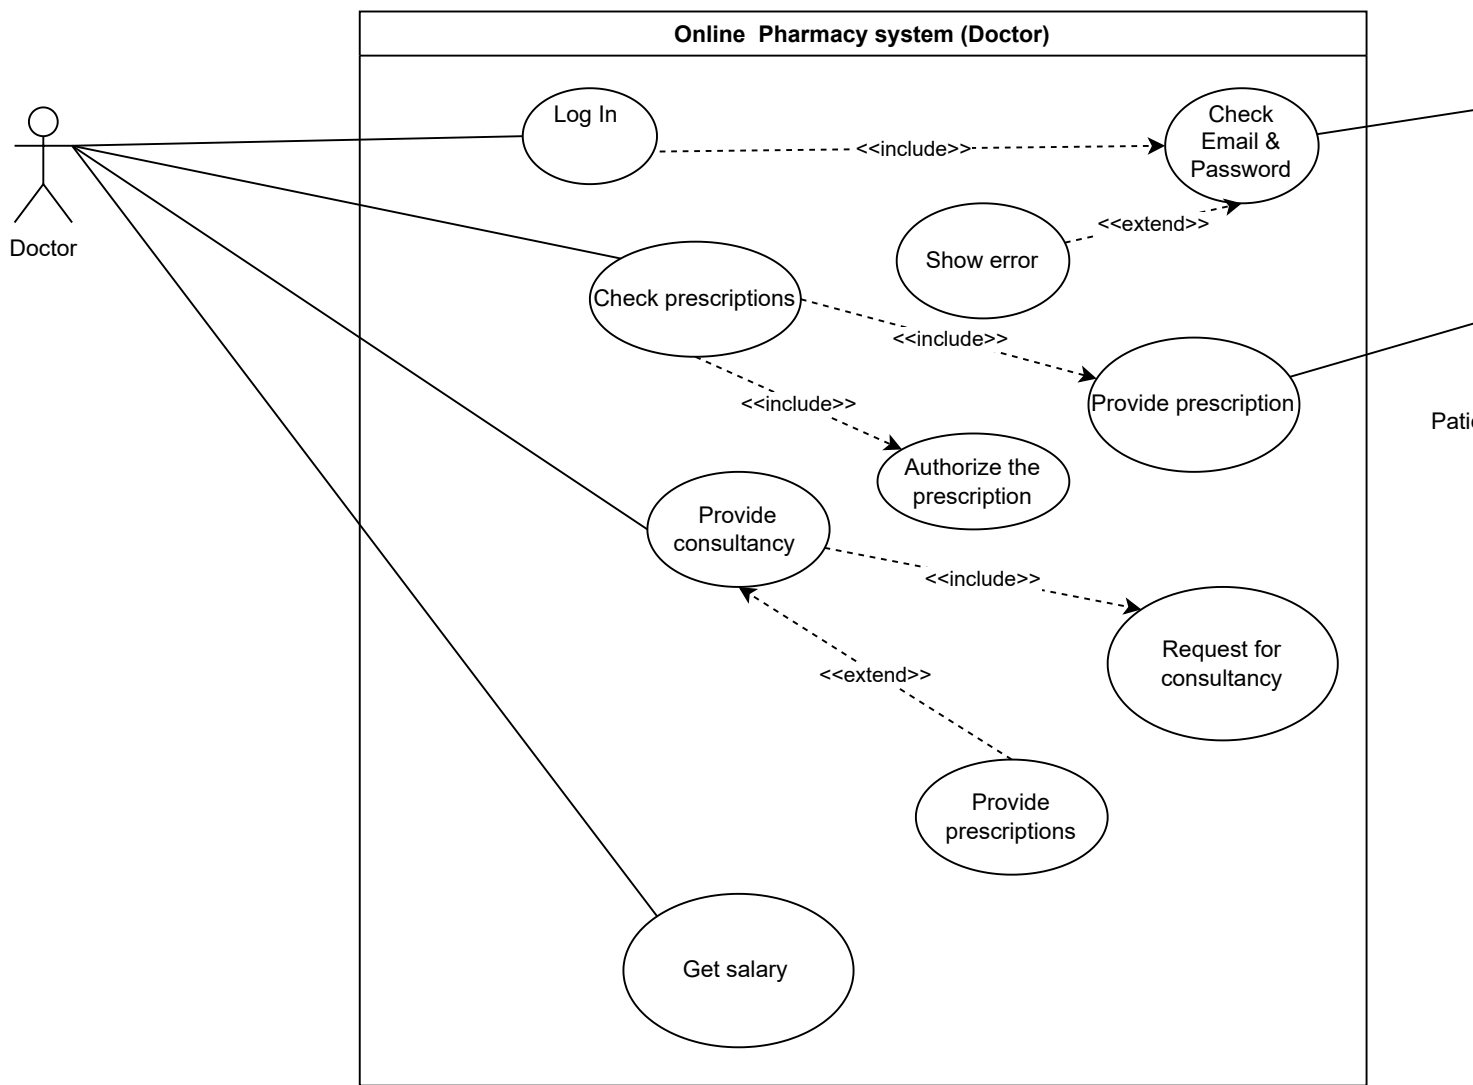 Online Pharmacy system (Doctor)
Log In
Check
Email &
Password
<<include>>
<<extend>>
Doctor
Show error
Check prescriptions
<<include>>
Provide prescription
<<include>>
Authorize the
prescription
Provide
consultancy
<<include>>
Request for
consultancy
<<extend>>
Provide
prescriptions
Get salary